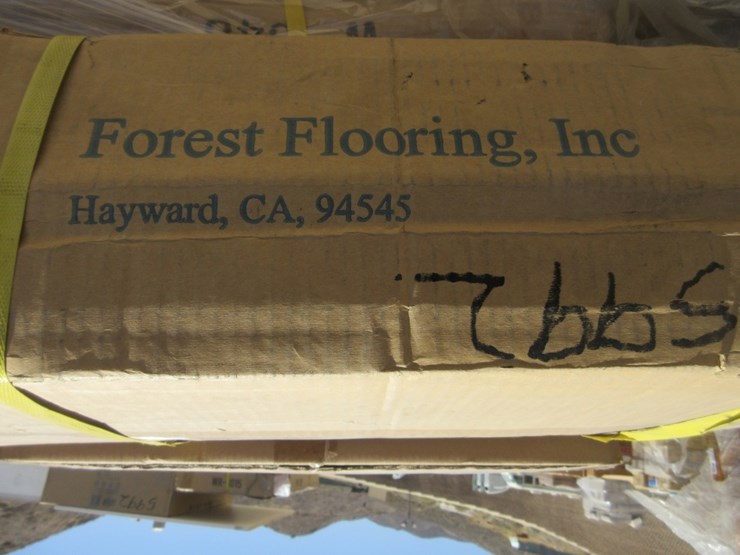 Forest Flooring, Inc
Hayward, CA, 94545
5992